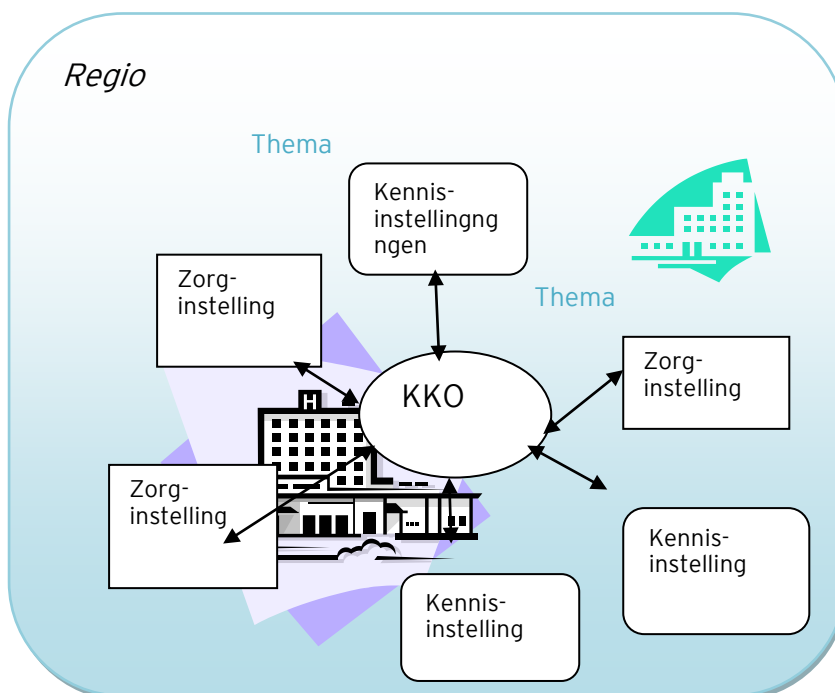 Regio
Thema
Kennis-
instellingng
ngen
Zorg-
instelling
Thema
Zorg-
instelling
KKO
Zorg-
instelling
Kennis-
instelling
Kennis-
instelling